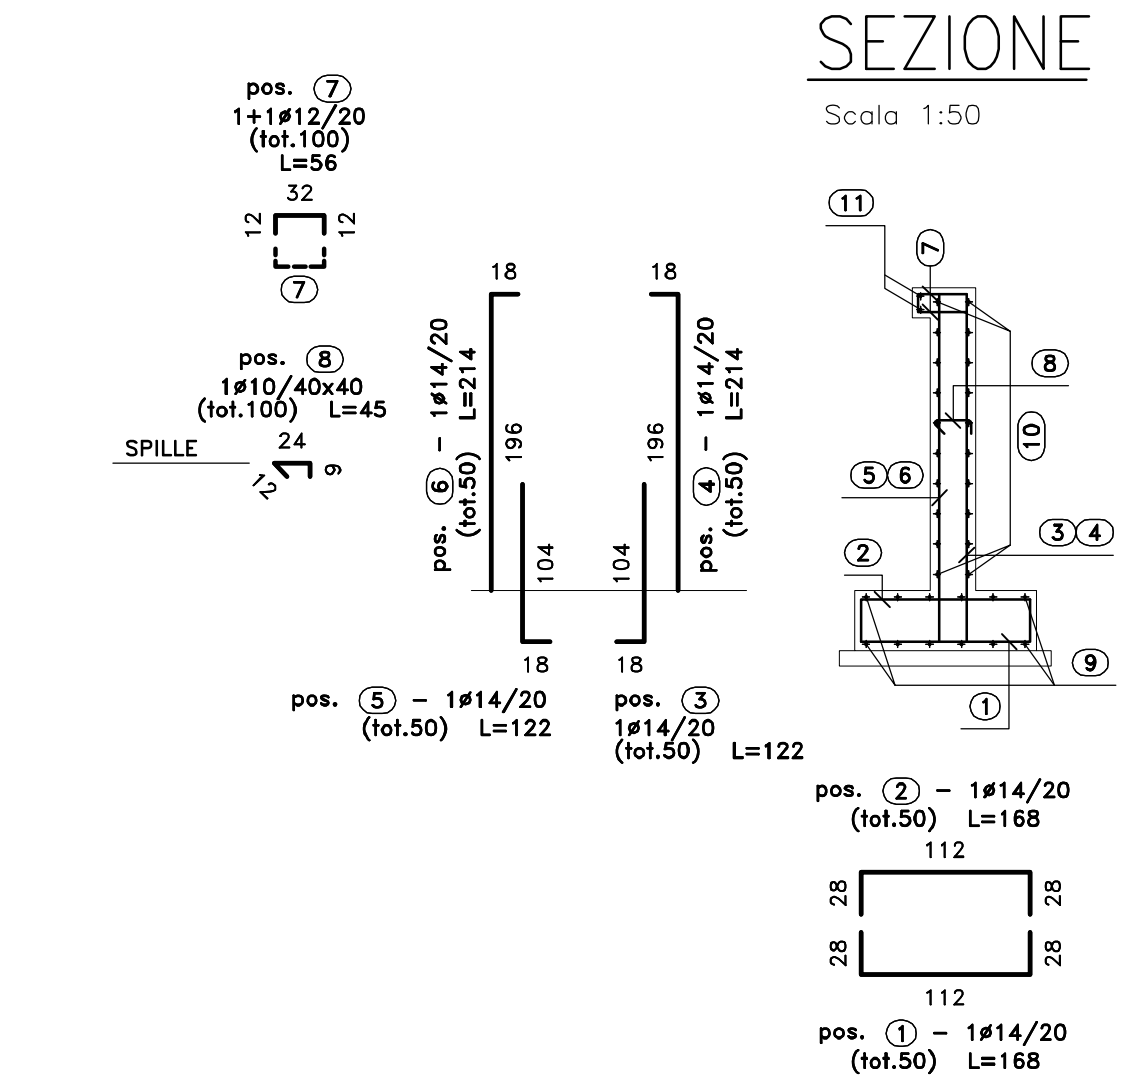 SEZIONE
Scala 1:50
pos. 7
1+1ø12/20
(tot.100)
L=56
32
12
12
7
pos. 8
1ø10/40x40
(tot.100) L=45
SPILLE
24
12
9
18
196
pos. 6 - 1ø14/20
(tot.50) L=214
18
196
pos. 4 - 1ø14/20
(tot.50) L=214
104
18
pos. 5 - 1ø14/20
(tot.50) L=122
104
18
pos. 3
1ø14/20
(tot.50) L=122
11
7
8
10
5 6
3 4
2
9
1
pos. 2 - 1ø14/20
(tot.50) L=168
112
28
28
28
28
112
pos. 1 - 1ø14/20
(tot.50) L=168